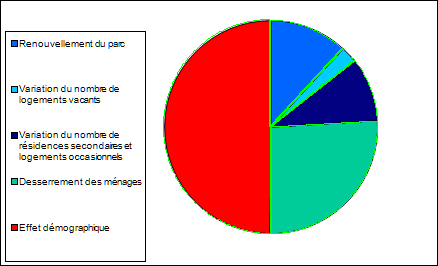 Renouvellement du parc
Variation du nombre de
logements vacants
Variation du nombre de
résidences secondaires et
logements occasionnels
Desserrement des ménages
Effet démographique